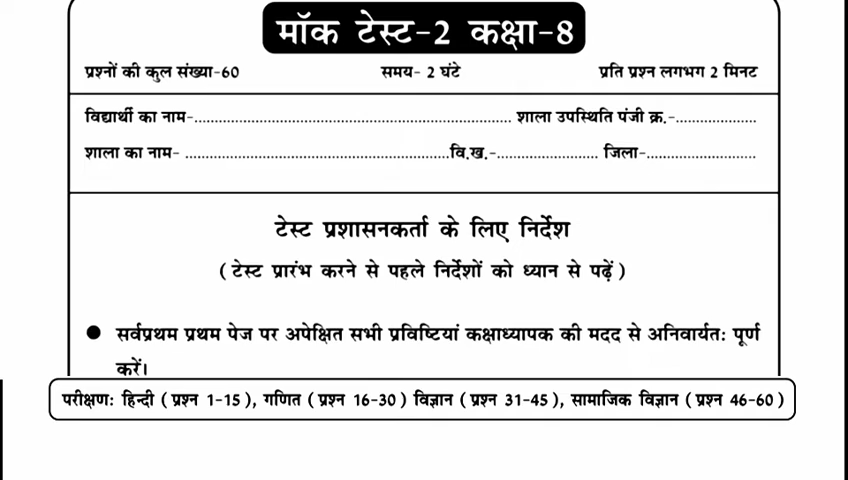 मॉक टेस्ट-2 कक्षा-8
प्रश्नों की कुल संख्या-60 समय- 2 घंटे प्रति प्रश्न लगभग 2 मिनट
विद्यार्थी का नाम-.................................................................... शाला उपस्थिति पंजी क्र.-....................
शाला का नाम- ..................................................................वि.ख.-......................... जिला-...........................
टेस्ट प्रशासनकर्ता के लिए निर्देश
( टेस्ट प्रारंभ करने से पहले निर्देशों को ध्यान से पढ़ें )
● सर्वप्रथम प्रथम पेज पर अपेक्षित सभी प्रविष्टियां कक्षाध्यापक की मदद से अनिवार्यत: पूर्ण
करें।
परीक्षण: हिन्दी ( प्रश्न 1-15 ), गणित ( प्रश्न 16-30 ) विज्ञान ( प्रश्न 31-45 ), सामाजिक विज्ञान ( प्रश्न 46-60 )